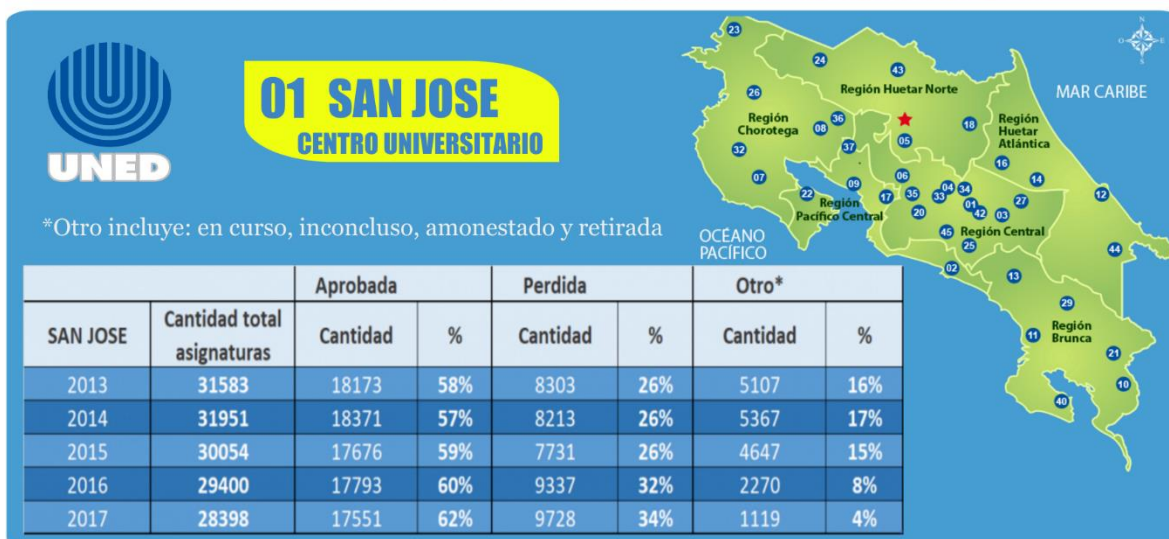 UNED
01 SAN JOSE
CENTRO UNIVERSITARIO
*Otro incluye: en curso, inconcluso, amonestado y retirada
Aprobada Perdida Otro*
SAN JOSE Cantidad total asignaturas Cantidad % Cantidad % Cantidad %
2013 31583 18173 58% 8303 26% 5107 16%
2014 31951 18371 57% 8213 26% 5367 17%
2015 30054 17676 59% 7731 26% 4647 15%
2016 29400 17793 60% 9337 32% 2270 8%
2017 28398 17551 62% 9728 34% 1119 4%
N
O E
S
MAR CARIBE
OCÉANO
PACÍFICO
23
24
43
Región Huetar Norte
26
36
Región
Chorotega
08
18
Región
Huetar
Atlántica
05
32
37
16
07
06
14
22
09
17
35
33
04
34
01
27
12
Región
Pacífico Central
20
42
03
45
Región Central
25
44
02
13
29
11
Región
Brunca
21
10
40